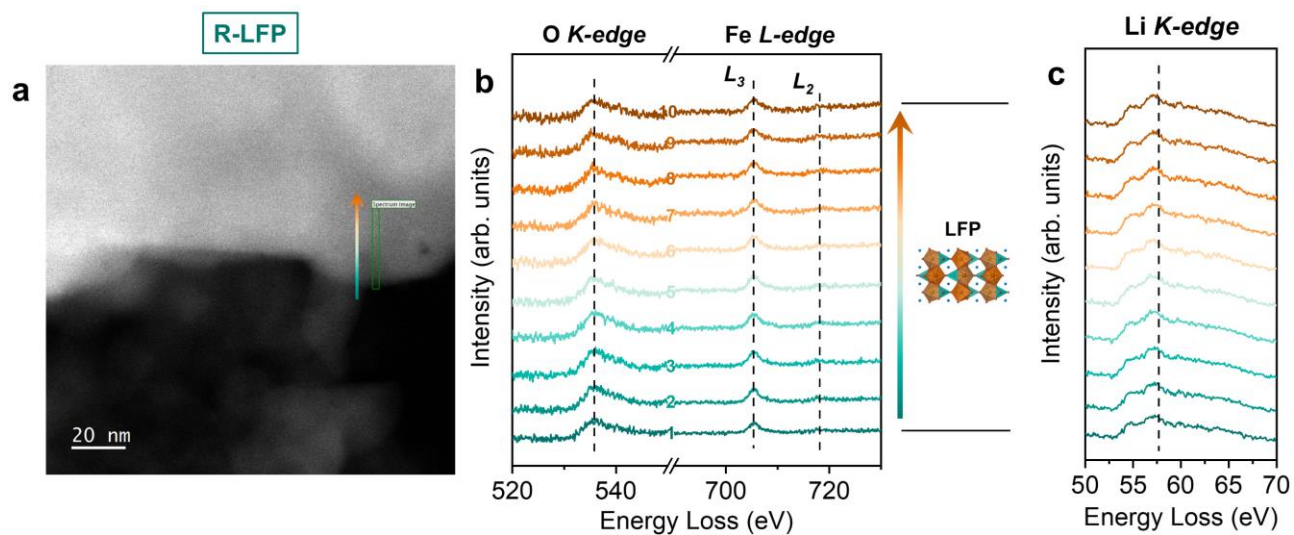 R-LFP
a
Spectrum Image
20 nm
b
O K-edge
Fe L-edge
L3
L2
10
9
8
7
6
5
4
3
2
1
Intensity (arb. units)
520
540
700
720
Energy Loss (eV)
LFP
c
Li K-edge
Intensity (arb. units)
50
55
60
65
70
Energy Loss (eV)